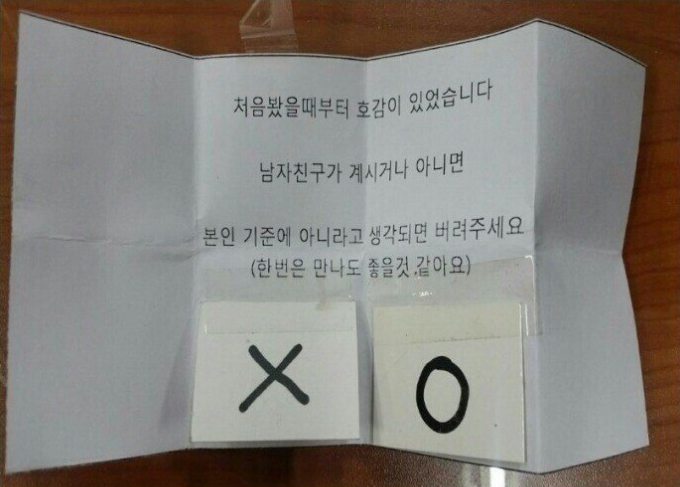 처음봤을때부터 호감이 있었습니다
남자친구가 계시거나 아니면
본인 기준에 아니라고 생각되면 버려주세요
(한번은 만나도 좋을것 같아요)
X O